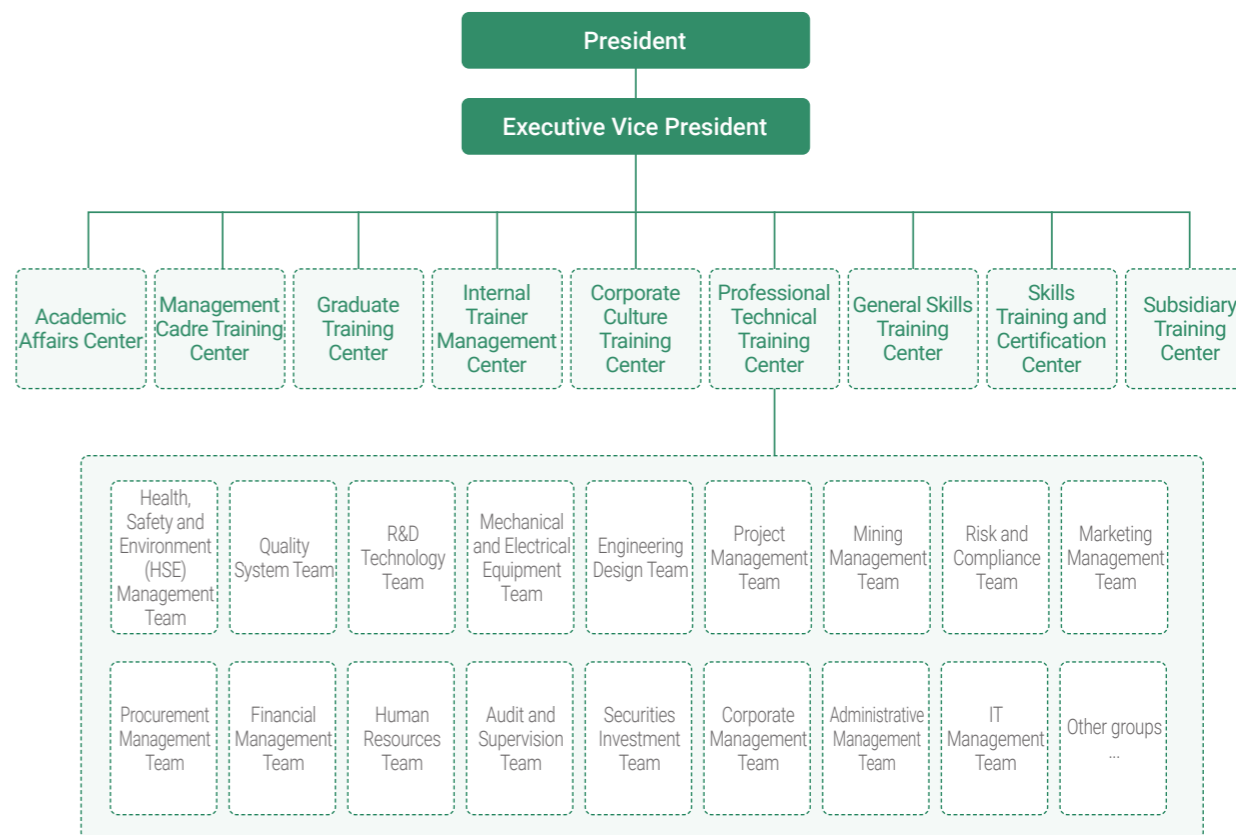 President
Executive Vice President
Academic
Affairs Center
Management
Cadre Training
Center
Graduate
Training
Center
Internal
Trainer
Management
Center
Corporate
Culture
Training
Center
Professional
Technical
Training
Center
General Skills
Training
Center
Skills
Training and
Certification
Center
Subsidiary
Training
Center
Health,
Safety and
Environment
(HSE)
Management
Team
Quality
System Team
R&D
Technology
Team
Mechanical
and Electrical
Equipment
Team
Engineering
Design Team
Project
Management
Team
Mining
Management
Team
Risk and
Compliance
Team
Marketing
Management
Team
Procurement
Management
Team
Financial
Management
Team
Human
Resources
Team
Audit and
Supervision
Team
Securities
Investment
Team
Corporate
Management
Team
Administrative
Management
Team
IT
Management
Team
Other groups
...